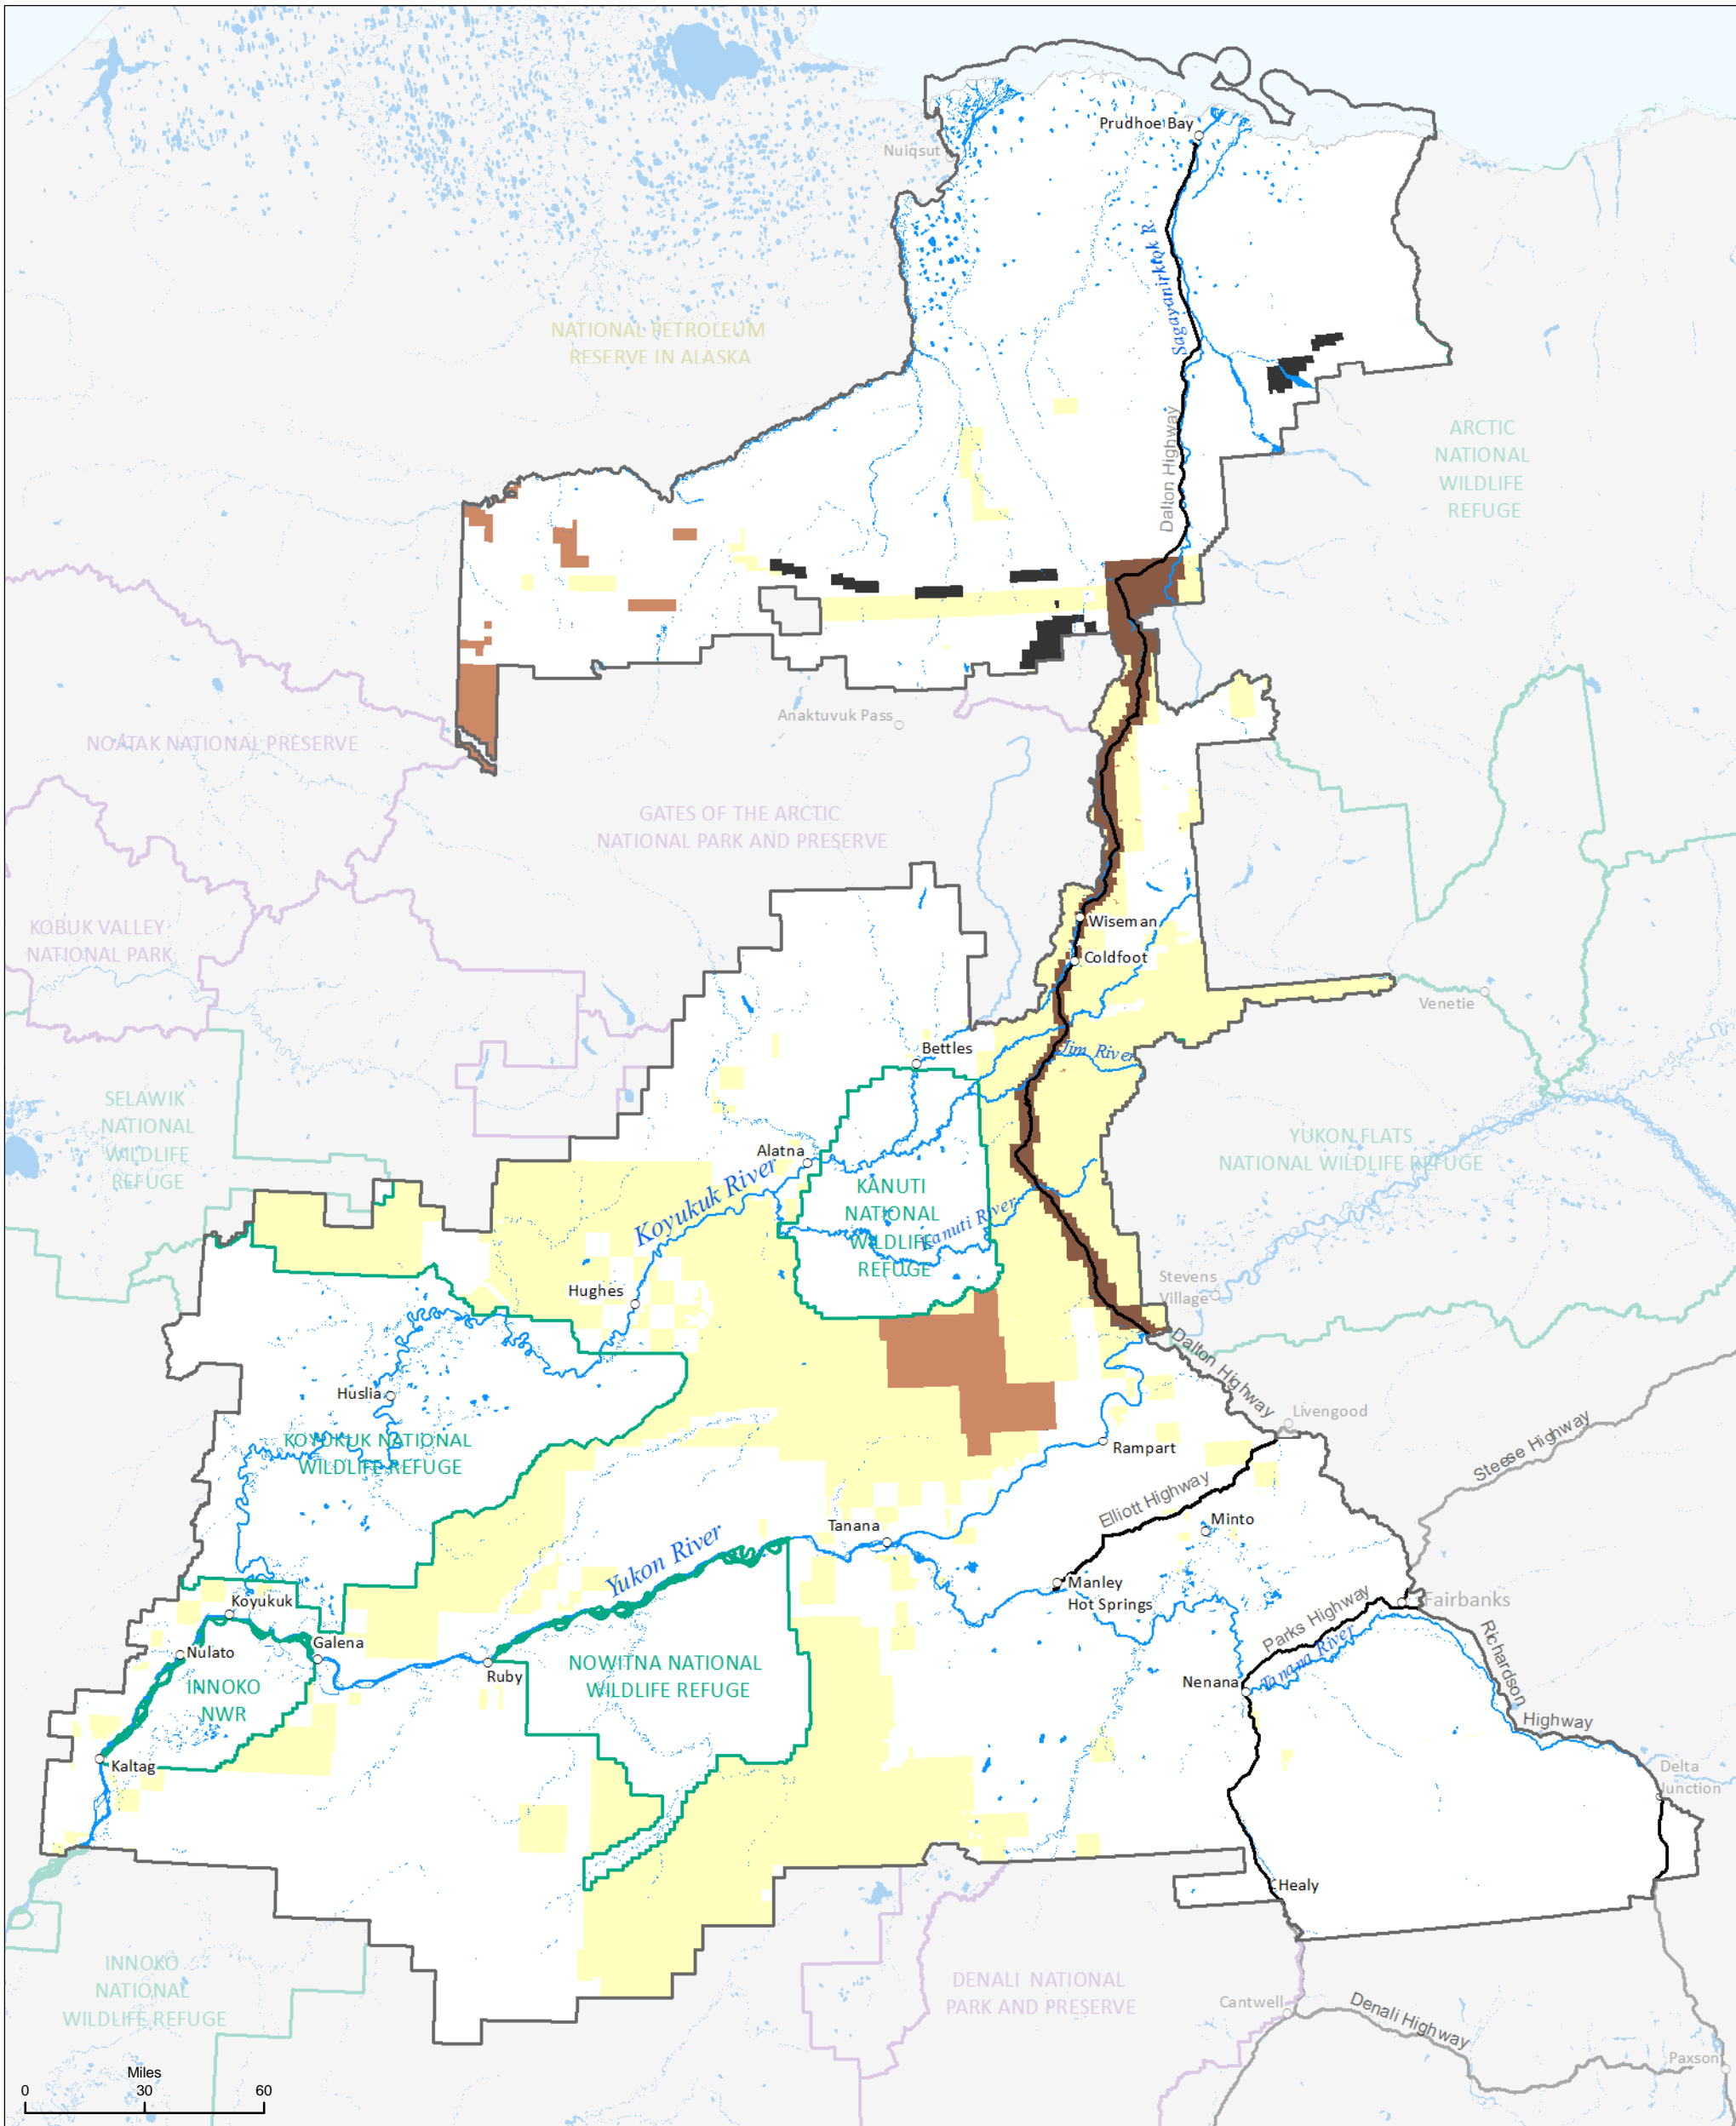 Prudhoe Bay
Nuiqsut
Sagavanirktok R
NATIONAL PETROLEUM
RESERVE IN ALASKA
Dalton Highway
ARCTIC
NATIONAL
WILDLIFE
REFUGE
Anaktuvuk Pass
NOATAK NATIONAL PRESERVE
GATES OF THE ARCTIC
NATIONAL PARK AND PRESERVE
KOBUK VALLEY
NATIONAL PARK
Wiseman
Coldfoot
Venetie
Bettles
Jim River
SELAWIK
NATIONAL
WILDLIFE
REFUGE
YUKON FLATS
NATIONAL WILDLIFE REFUGE
Alatna
Koyukuk River
KANUTI
NATIONAL
WILDLIFE
REFUGE
Kanuti River
Stevens
Village
Hughes
Dalton Highway
Huslia
Livengood
KOYUKUK NATIONAL
WILDLIFE REFUGE
Rampart
Steese Highway
Elliott Highway
Minto
Tanana
Yukon River
Manley
Hot Springs
Koyukuk
Fairbanks
Parks Highway
Tanana River
Richardson
Highway
Nulato
Galena
INNOKO
NWR
Ruby
NOWITNA NATIONAL
WILDLIFE REFUGE
Nenana
Kaltag
Delta
Junction
Healy
INNOKO
NATIONAL
WILDLIFE REFUGE
DENALI NATIONAL
PARK AND PRESERVE
Cantwell
Denali Highway
Paxson
Miles
0 30 60